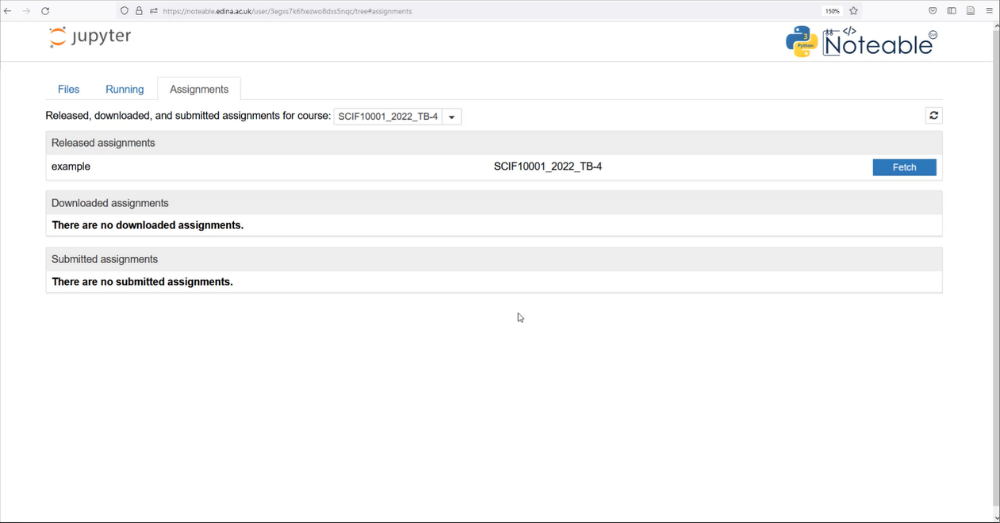 https://noteable.edina.ac.uk/user/3egxs7k6fxezwo8dxs5nqc/tree#assignments 150%
jupyter 3 Python </> Noteable
Files Running Assignments
Released, downloaded, and submitted assignments for course: SCIF10001_2022_TB-4
Released assignments
example SCIF10001_2022_TB-4 Fetch
Downloaded assignments
There are no downloaded assignments.
Submitted assignments
There are no submitted assignments.